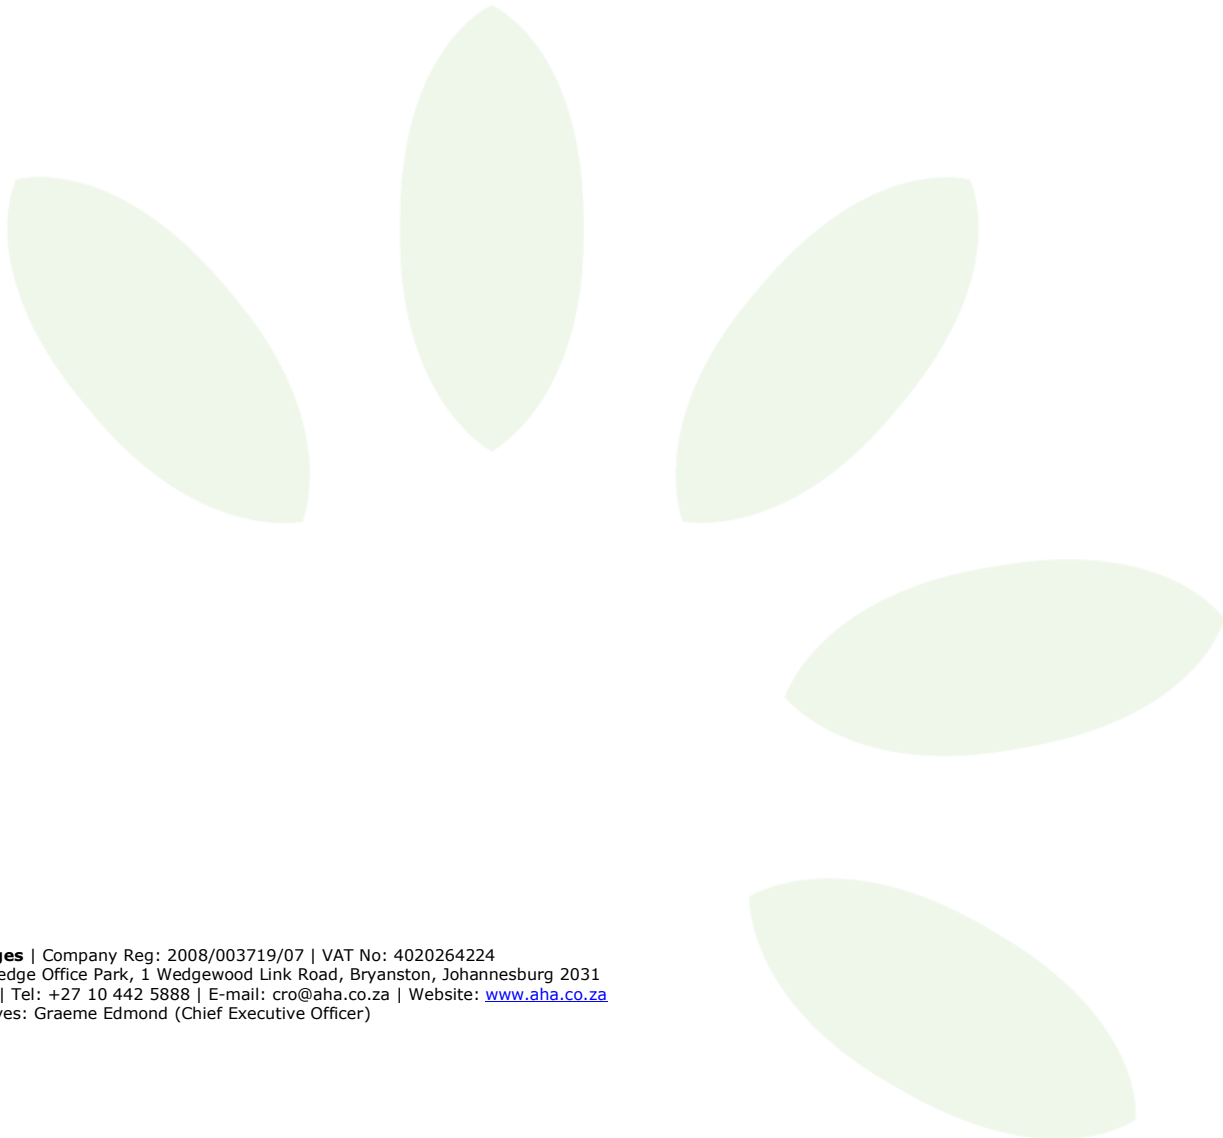 ges | Company Reg: 2008/003719/07 | VAT No: 4020264224
edge Office Park, 1 Wedgewood Link Road, Bryanston, Johannesburg 2031
| Tel: +27 10 442 5888 | E-mail: cro@aha.co.za | Website: www.aha.co.za
ves: Graeme Edmond (Chief Executive Officer)